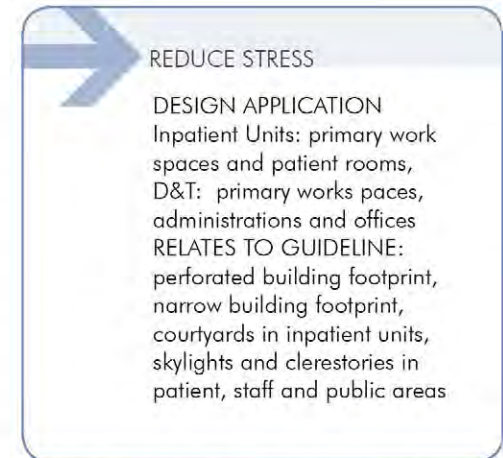 REDUCE STRESS
DESIGN APPLICATION
Inpatient Units: primary work
spaces and patient rooms,
D&T: primary works paces,
administrations and offices
RELATES TO GUIDELINE:
perforated building footprint,
narrow building footprint,
courtyards in inpatient units,
skylights and clerestories in
patient, staff and public areas